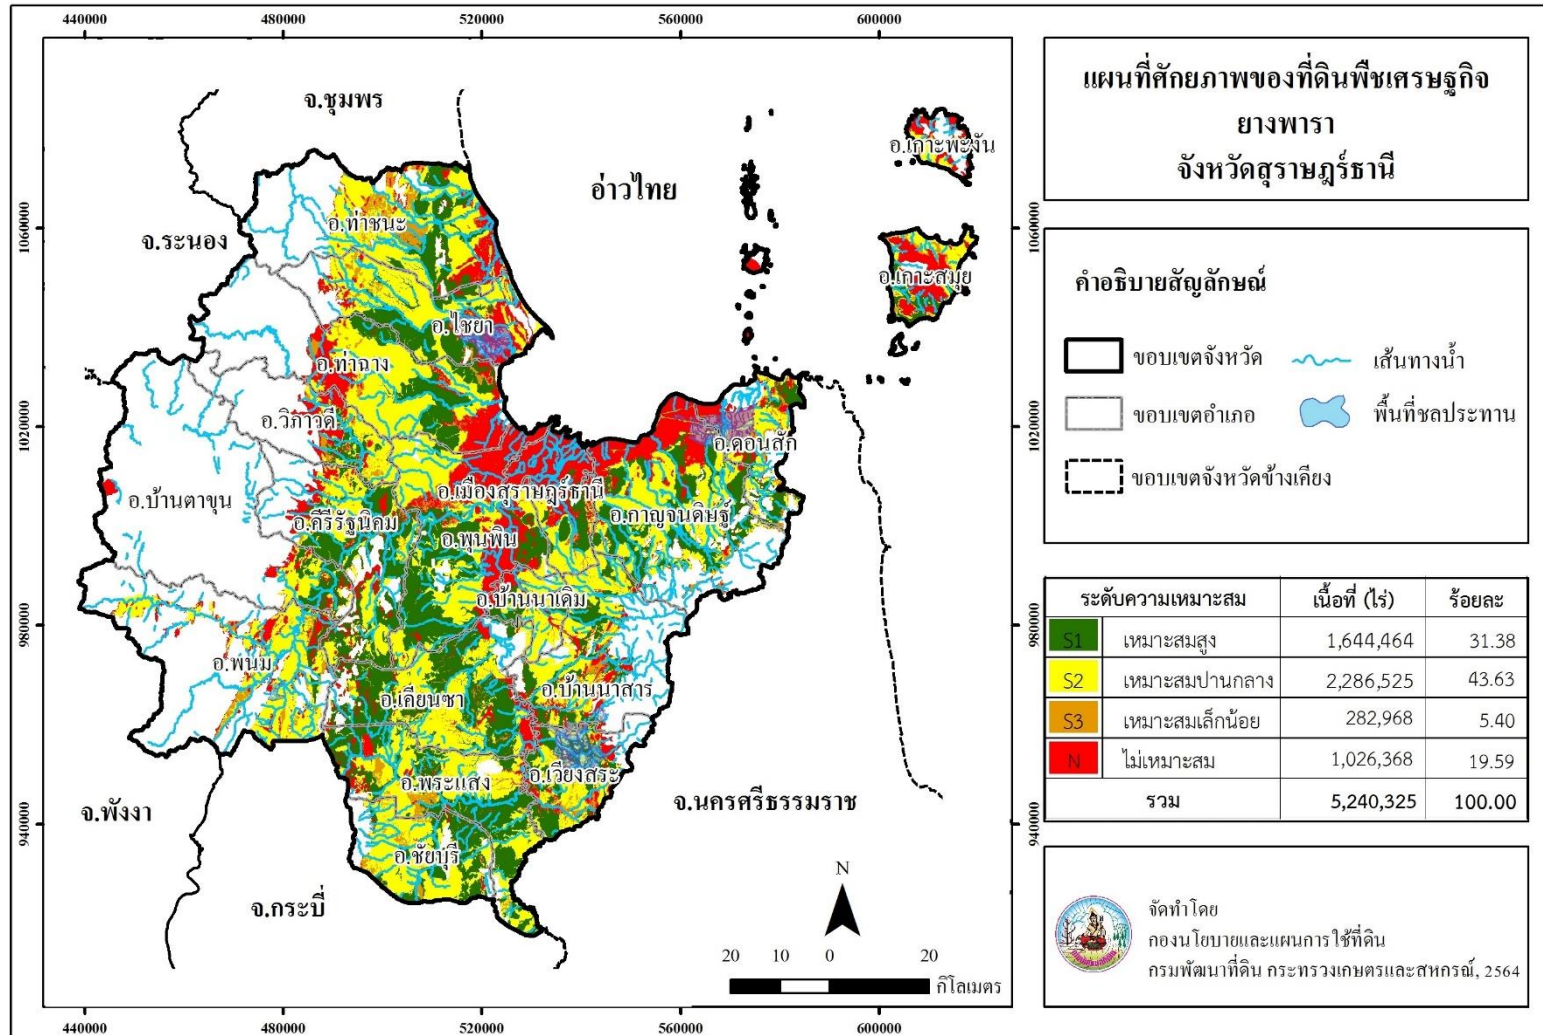 440000 480000 520000 560000 600000
แผนที่ศักยภาพของที่ดินพืชเศรษฐกิจ
ยางพารา
จังหวัดสุราษฎร์ธานี
จ.ชุมพร
อ.เกาะพะงัน
อ่าวไทย
อ.ท่าชนะ
จ.ระนอง
อ.เกาะสมุย
อ.ไชยา
อ.ท่าฉาง
อ.วิภาวดี
อ.ดอนสัก
อ.เมืองสุราษฎร์ธานี
อ.บ้านตาขุน
อ.คีรีรัฐนิคม
อ.กาญจนดิษฐ์
อ.พุนพิน
อ.บ้านนาเดิม
อ.พนม
อ.บ้านนาสาร
อ.เคียนซา
อ.พระแสง
อ.เวียงสระ
จ.พังงา
จ.นครศรีธรรมราช
อ.ชัยบุรี
จ.กระบี่
1060000
1020000
980000
940000
1060000
1020000
980000
940000
N
20 10 0 20
กิโลเมตร
440000 480000 520000 560000 600000
คำอธิบายสัญลักษณ์
ขอบเขตจังหวัด เส้นทางน้ำ
ขอบเขตอำเภอ พื้นที่ชลประทาน
ขอบเขตจังหวัดข้างเคียง
ระดับความเหมาะสม เนื้อที่ (ไร่) ร้อยละ
S1 เหมาะสมสูง 1,644,464 31.38
S2 เหมาะสมปานกลาง 2,286,525 43.63
S3 เหมาะสมเล็กน้อย 282,968 5.40
N ไม่เหมาะสม 1,026,368 19.59
รวม 5,240,325 100.00
จัดทำโดย
กองนโยบายและแผนการใช้ที่ดิน
กรมพัฒนาที่ดิน กระทรวงเกษตรและสหกรณ์, 2564